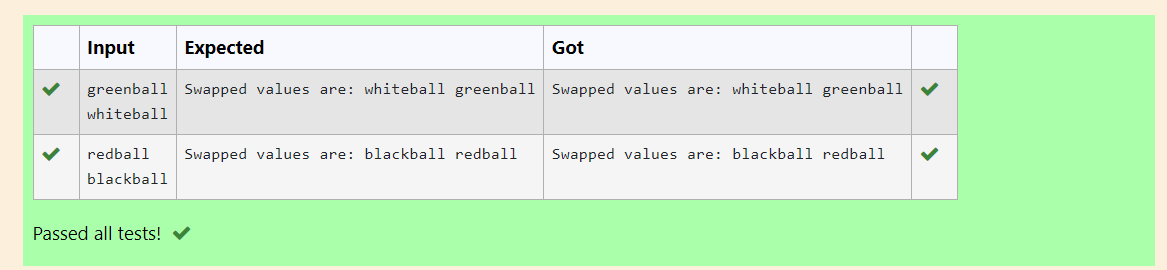 Input Expected Got
greenball Swapped values are: whiteball greenball Swapped values are: whiteball greenball
whiteball
redball Swapped values are: blackball redball Swapped values are: blackball redball
blackball
Passed all tests!